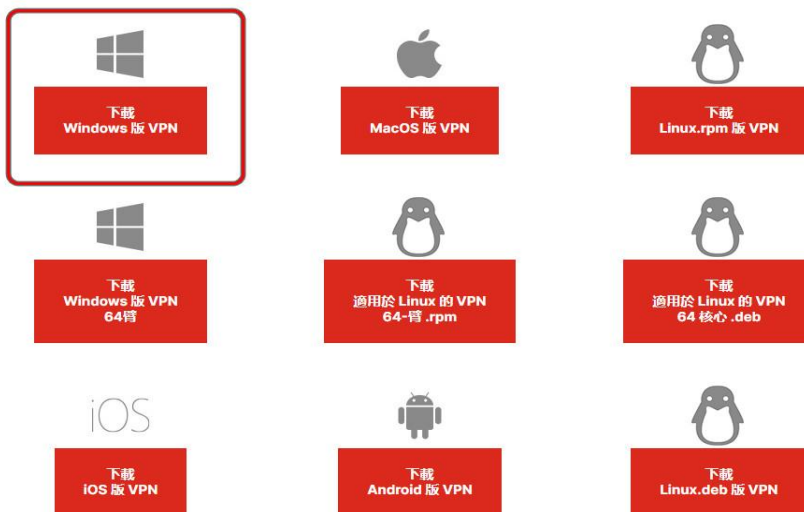 下載
Windows 版 VPN
下載
MacOS 版 VPN
下載
Linux.rpm 版 VPN
下載
Windows 版 VPN
64臂
下載
適用於 Linux 的 VPN
64-臂 .rpm
下載
適用於 Linux 的 VPN
64 核心 .deb
iOS
下載
iOS 版 VPN
下載
Android 版 VPN
下載
Linux.deb 版 VPN